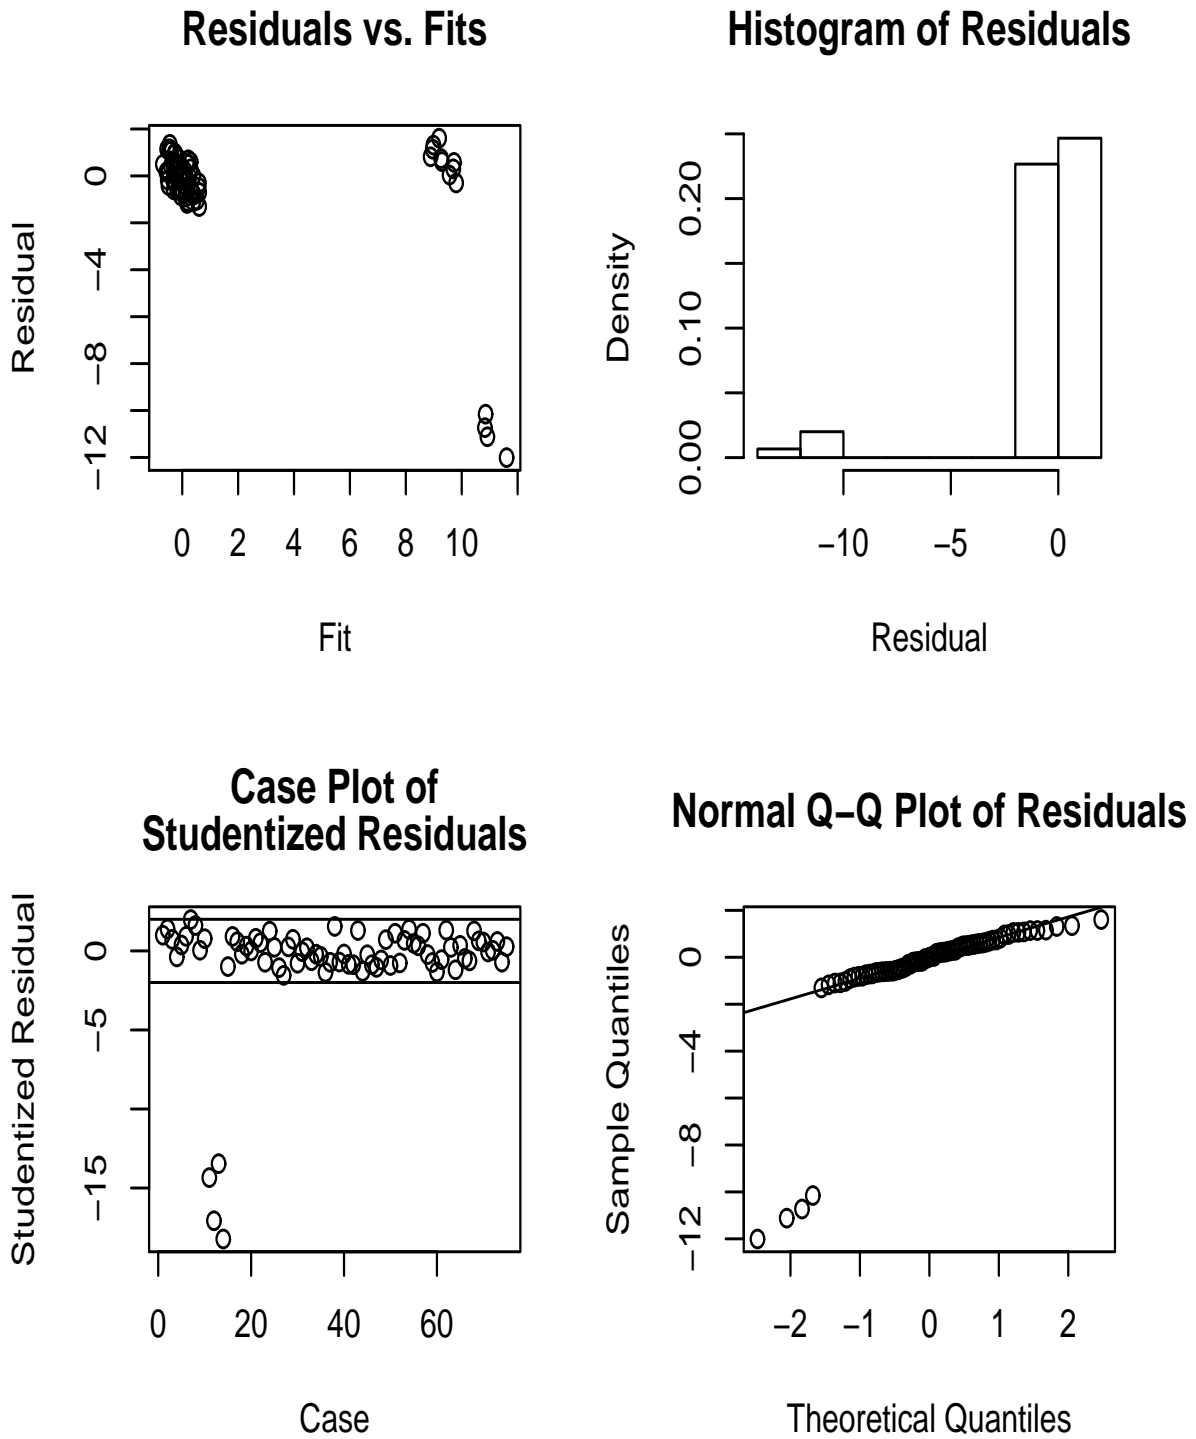 Residuals vs. Fits
Residual
0
−4
−8
−12
0 2 4 6 8 10
Fit
Histogram of Residuals
Density
0.20
0.10
0.00
−10 −5 0
Residual
Case Plot of
Studentized Residuals
Studentized Residual
0
−5
−15
0 20 40 60
Case
Normal Q−Q Plot of Residuals
Sample Quantiles
0
−4
−8
−12
−2 −1 0 1 2
Theoretical Quantiles